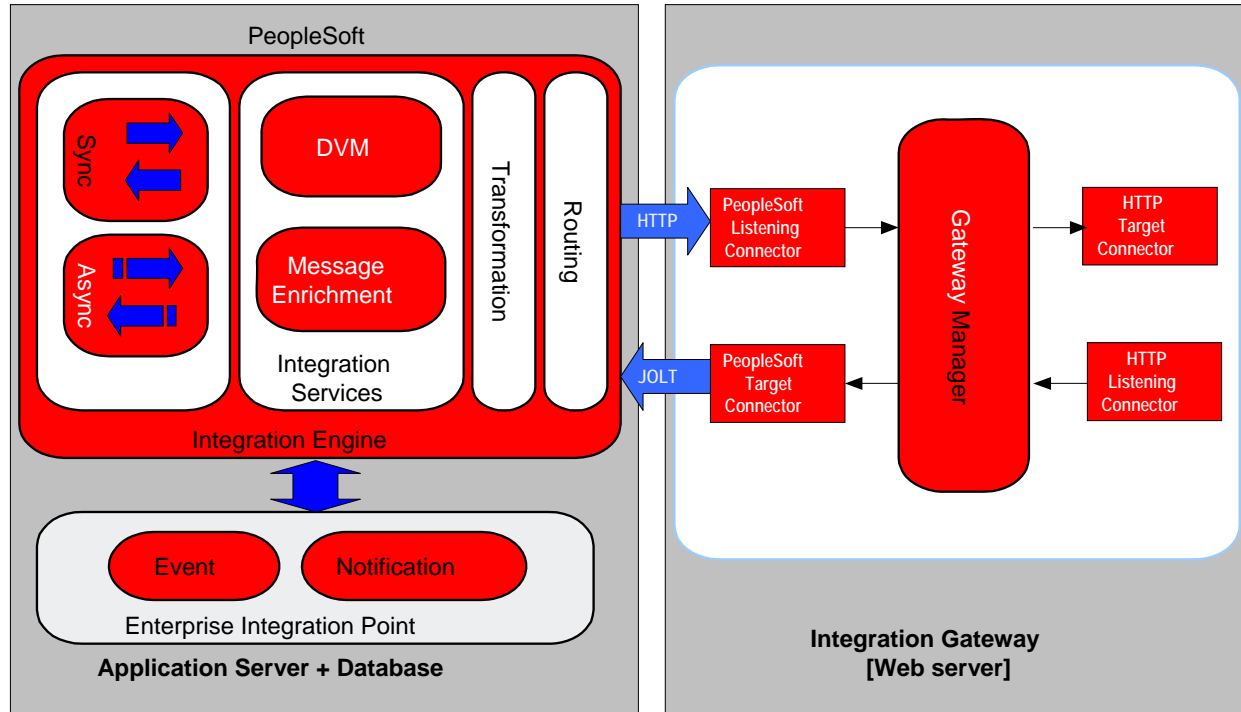 PeopleSoft
Sync
Async
DVM
Message
Enrichment
Integration
Services
Transformation
Routing
Integration Engine
Event
Notification
Enterprise Integration Point
Application Server + Database
HTTP
JOLT
PeopleSoft
Listening
Connector
PeopleSoft
Target
Connector
Gateway Manager
HTTP
Target
Connector
HTTP
Listening
Connector
Integration Gateway
[Web server]